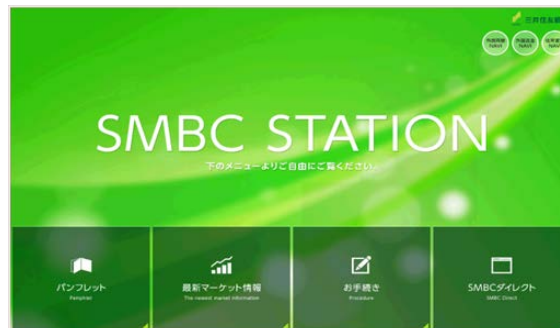 三井住友銀
NAVI
NAVI
NAVI
SMBC STATION
下のメニューよりご自由にご覧ください。
パンフレット
Pamphlet
最新マーケット情報
The newest market information
お手続き
Procedure
SMBCダイレクト
SMBC Direct